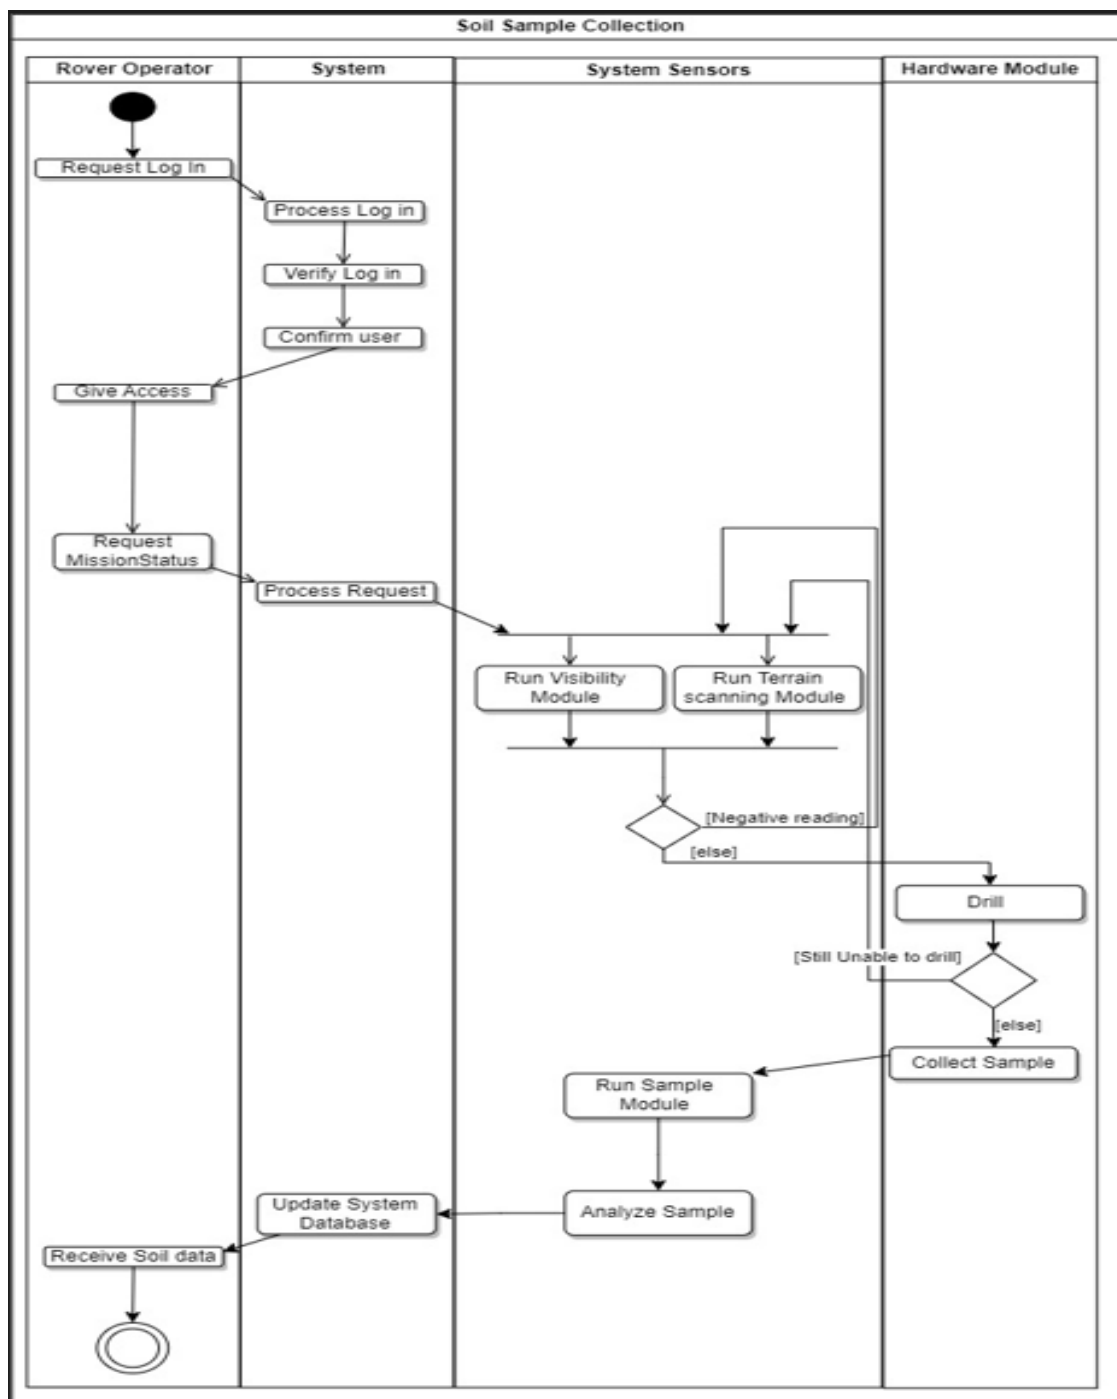 Soil Sample Collection
Rover Operator
System
System Sensors
Hardware Module
Request Log In
Process Log in
Verify Log in
Confirm user
Give Access
Request
MissionStatus
Process Request
Run Visibility
Module
Run Terrain
scanning Module
[Negative reading]
[else]
Drill
[Still Unable to drill]
[else]
Collect Sample
Run Sample
Module
Analyze Sample
Update System
Database
Receive Soil data